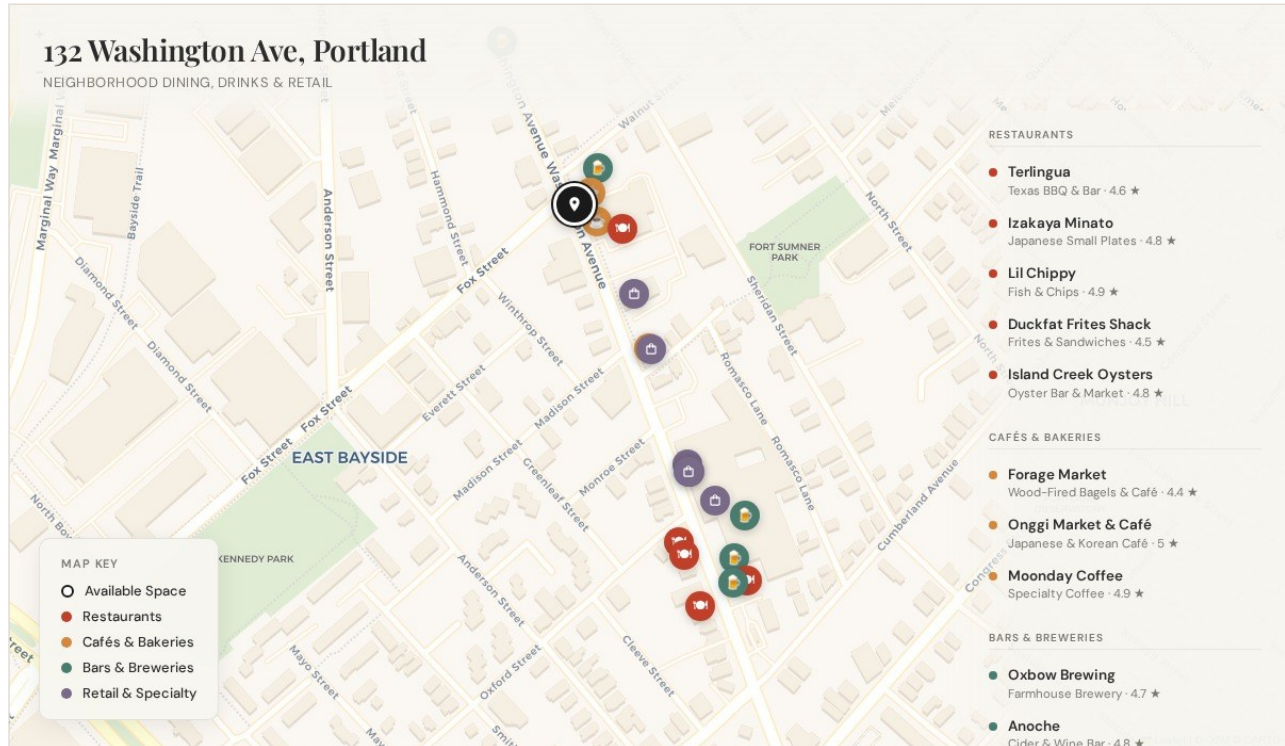 132 Washington Ave, Portland
NEIGHBORHOOD DINING, DRINKS & RETAIL
Marginal Way
Marginal W
Bayside Trail
Anderson Street
Hammond Street
Walnut Street
Fox Street
Winthrop Street
North Street
FORT SUMNER
PARK
Sheridan Street
Diamond Street
Diamond Street
Everett Street
Madison Street
Romasco Lane
Fox Street
Fox Street
EAST BAYSIDE
Madison Street
Greenleaf Street
Monroe Street
Romasco Lane
Cumberland Avenue
KENNEDY PARK
Anderson Street
Mayo Street
Oxford Street
Cleeve Street
MAP KEY
Available Space
Restaurants
Cafés & Bakeries
Bars & Breweries
Retail & Specialty
RESTAURANTS
Terlingua
Texas BBQ & Bar · 4.6 ★
Izakaya Minato
Japanese Small Plates · 4.8 ★
Lil Chippy
Fish & Chips · 4.9 ★
Duckfat Frites Shack
Frites & Sandwiches · 4.5 ★
Island Creek Oysters
Oyster Bar & Market · 4.8 ★
CAFÉS & BAKERIES
Forage Market
Wood-Fired Bagels & Café · 4.4 ★
Onggi Market & Café
Japanese & Korean Café · 5 ★
Moonday Coffee
Specialty Coffee · 4.9 ★
BARS & BREWERIES
Oxbow Brewing
Farmhouse Brewery · 4.7 ★
Anoche
Cider & Wine Bar · 4.8 ★